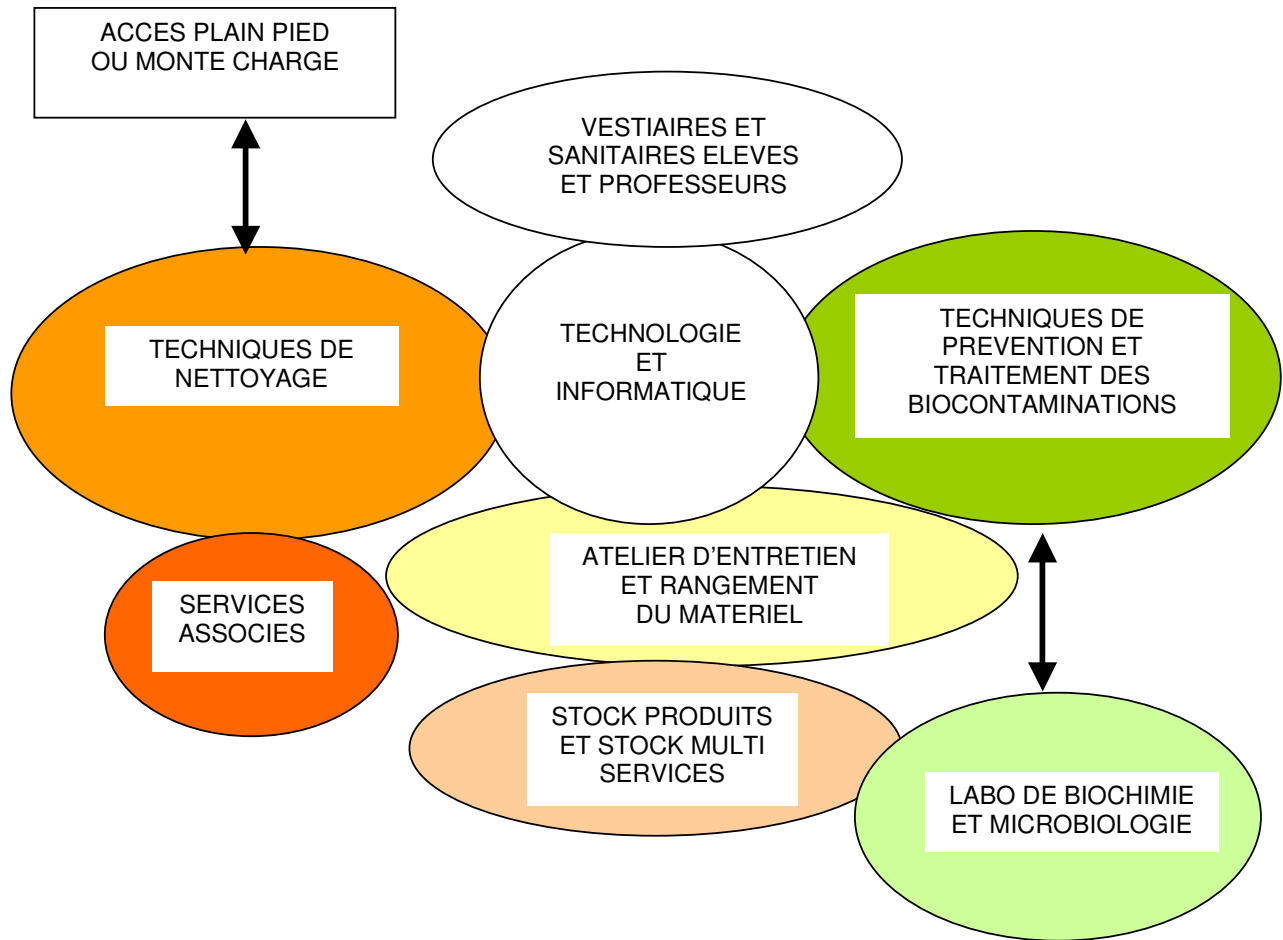 ACCES PLAIN PIED
OU MONTE CHARGE
VESTIAIRES ET
SANITAIRES ELEVES
ET PROFESSEURS
TECHNIQUES DE
NETTOYAGE
TECHNOLOGIE
ET
INFORMATIQUE
TECHNIQUES DE
PREVENTION ET
TRAITEMENT DES
BIOCONTAMINATIONS
SERVICES
ASSOCIES
ATELIER D'ENTRETIEN
ET RANGEMENT
DU MATERIEL
STOCK PRODUITS
ET STOCK MULTI
SERVICES
LABO DE BIOCHIMIE
ET MICROBIOLOGIE